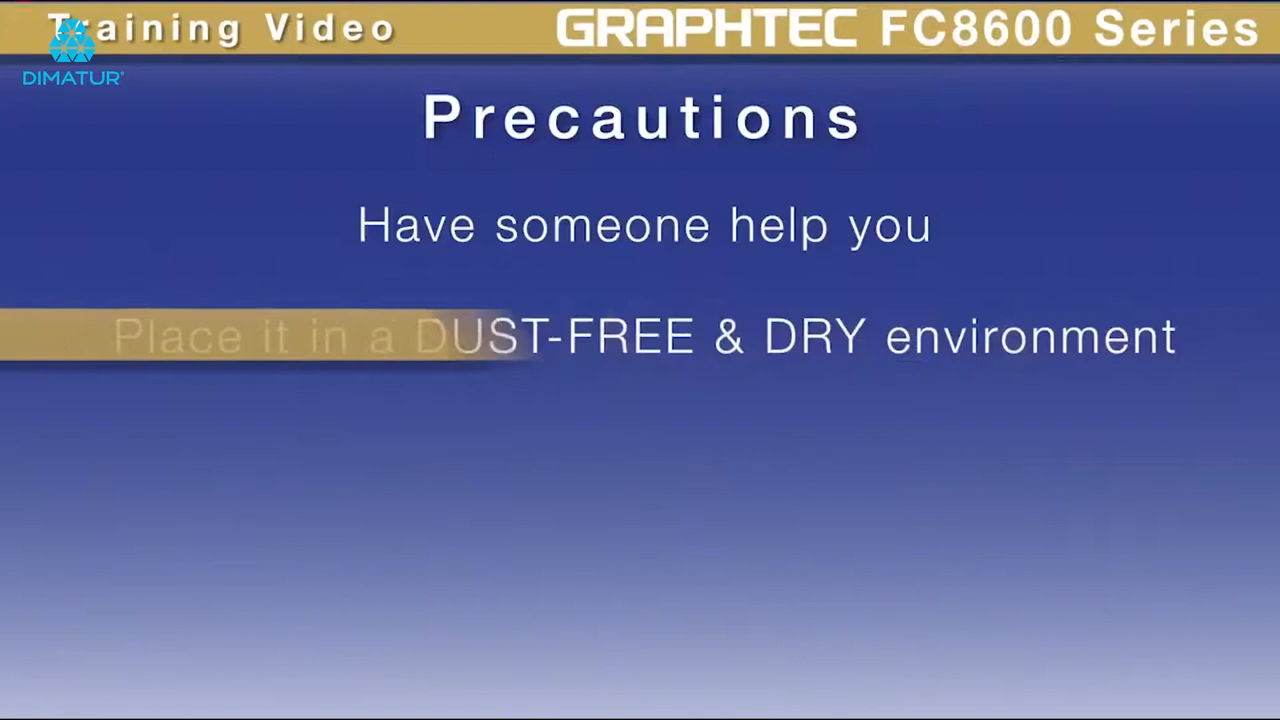 Training Video
GRAPHTEC FC8600 Series
DIMATUR
Precautions
Have someone help you
Place it in a DUST-FREE & DRY environment